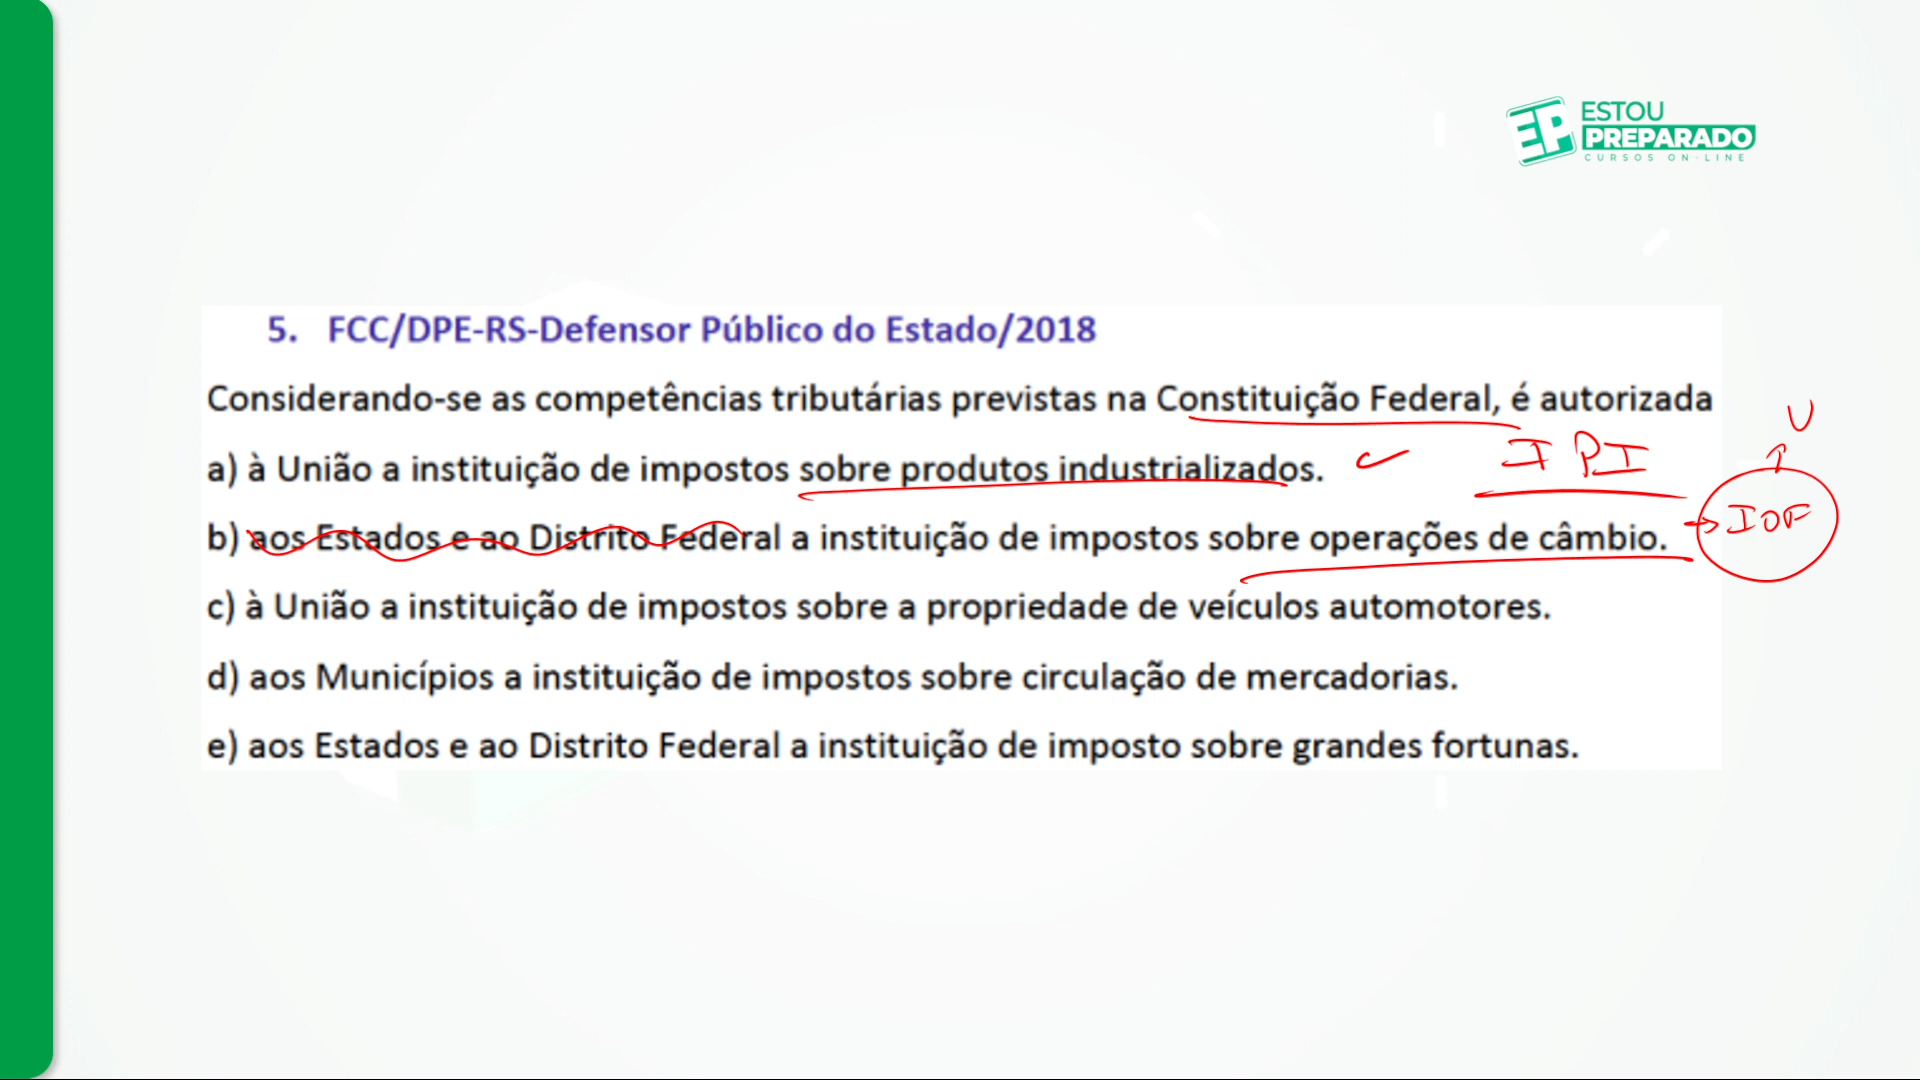 ESTOU
EP PREPARADO
CURSOS ON-LINE
5. FCC/DPE-RS-Defensor Público do Estado/2018
Considerando-se as competências tributárias previstas na Constituição Federal, é autorizada
U
a) à União a instituição de impostos sobre produtos industrializados. IPI
b) aos Estados e ao Distrito Federal a instituição de impostos sobre operações de câmbio. IOF
c) à União a instituição de impostos sobre a propriedade de veículos automotores.
d) aos Municípios a instituição de impostos sobre circulação de mercadorias.
e) aos Estados e ao Distrito Federal a instituição de imposto sobre grandes fortunas.